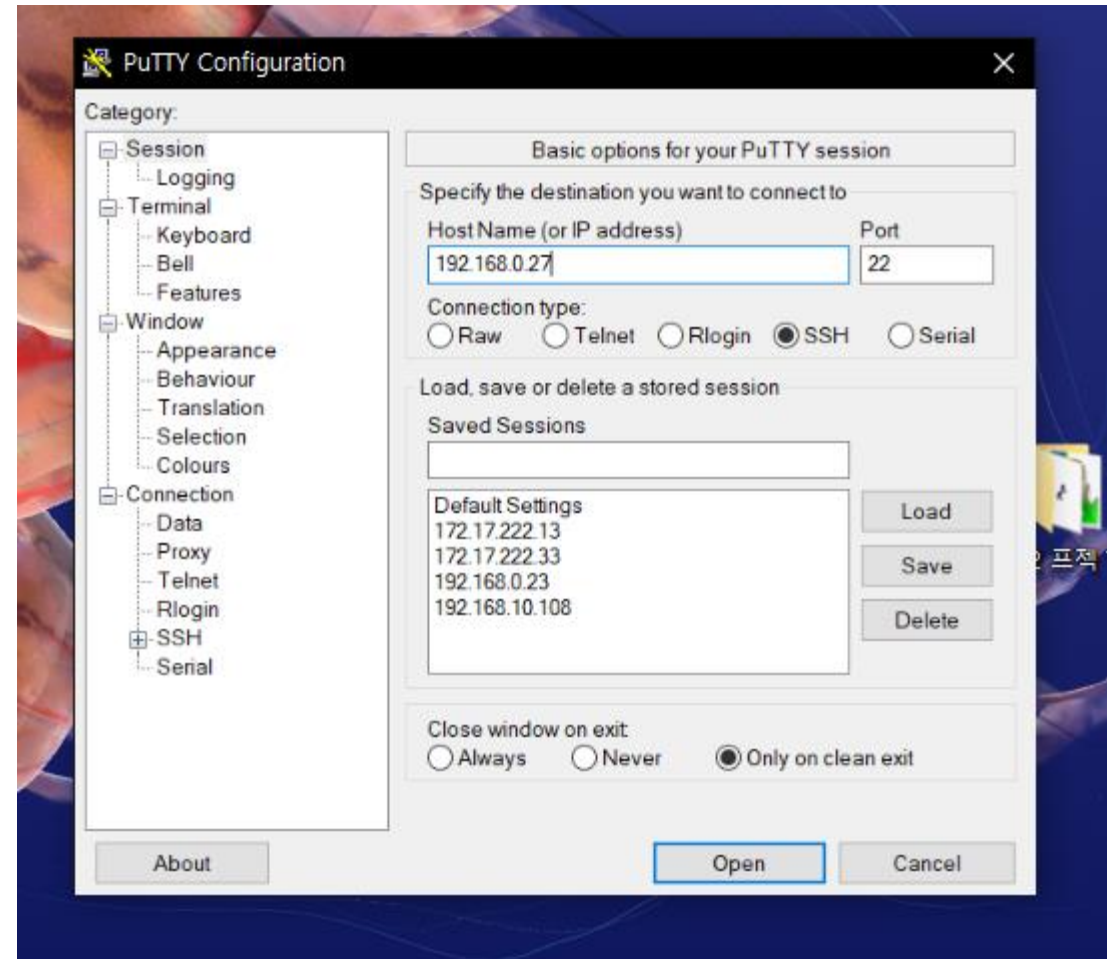 PuTTY Configuration
Category:
Session
Logging
Terminal
Keyboard
Bell
Features
Window
Appearance
Behaviour
Translation
Selection
Colours
Connection
Data
Proxy
Telnet
Rlogin
SSH
Serial
Basic options for your PuTTY session
Specify the destination you want to connect to
Host Name (or IP address) Port
192.168.0.27 22
Connection type:
Raw Telnet Rlogin SSH Serial
Load, save or delete a stored session
Saved Sessions
Default Settings
172.17.222.13
172.17.222.33
192.168.0.23
192.168.10.108
Load
Save
Delete
Close window on exit:
Always Never Only on clean exit
About Open Cancel
프젝